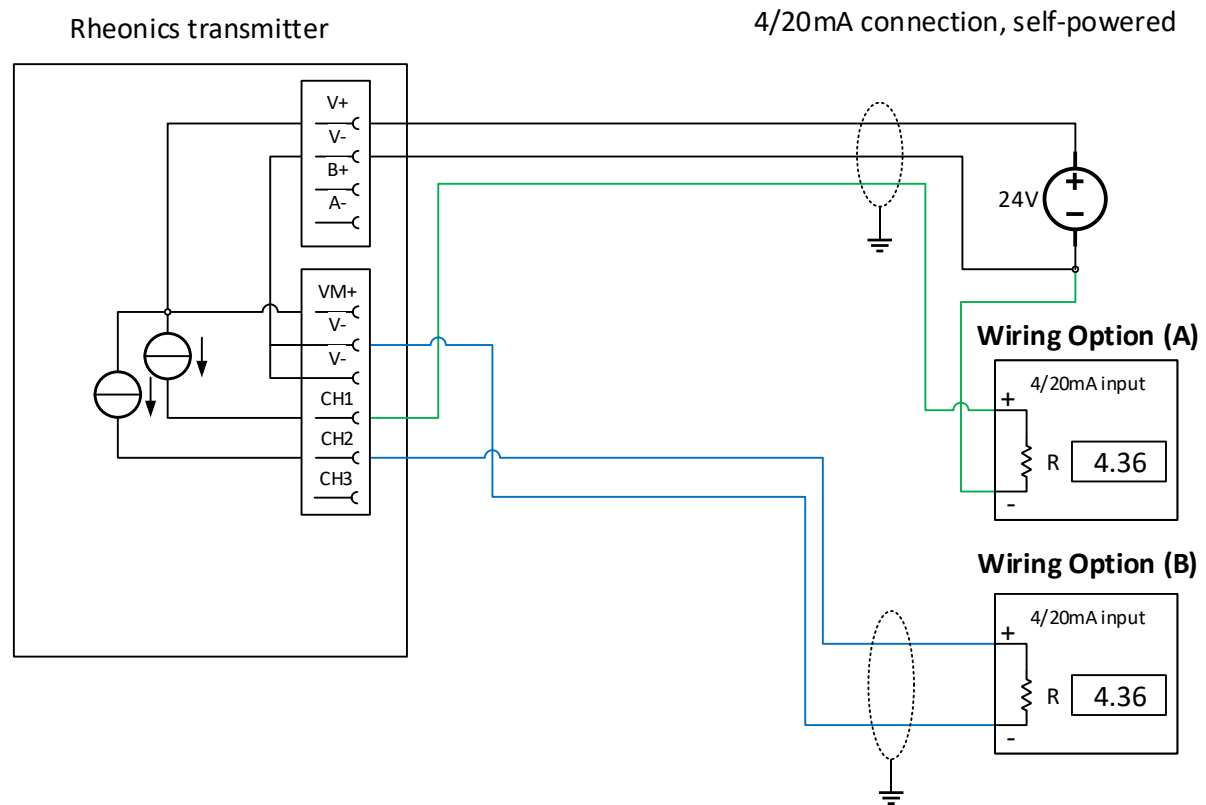 Rheonics transmitter
4/20mA connection, self-powered
V+
V-
B+
A-
24V
+
−
VM+
V-
V-
CH1
CH2
CH3
Wiring Option (A)
4/20mA input
+
R
4.36
-
Wiring Option (B)
4/20mA input
+
R
4.36
-